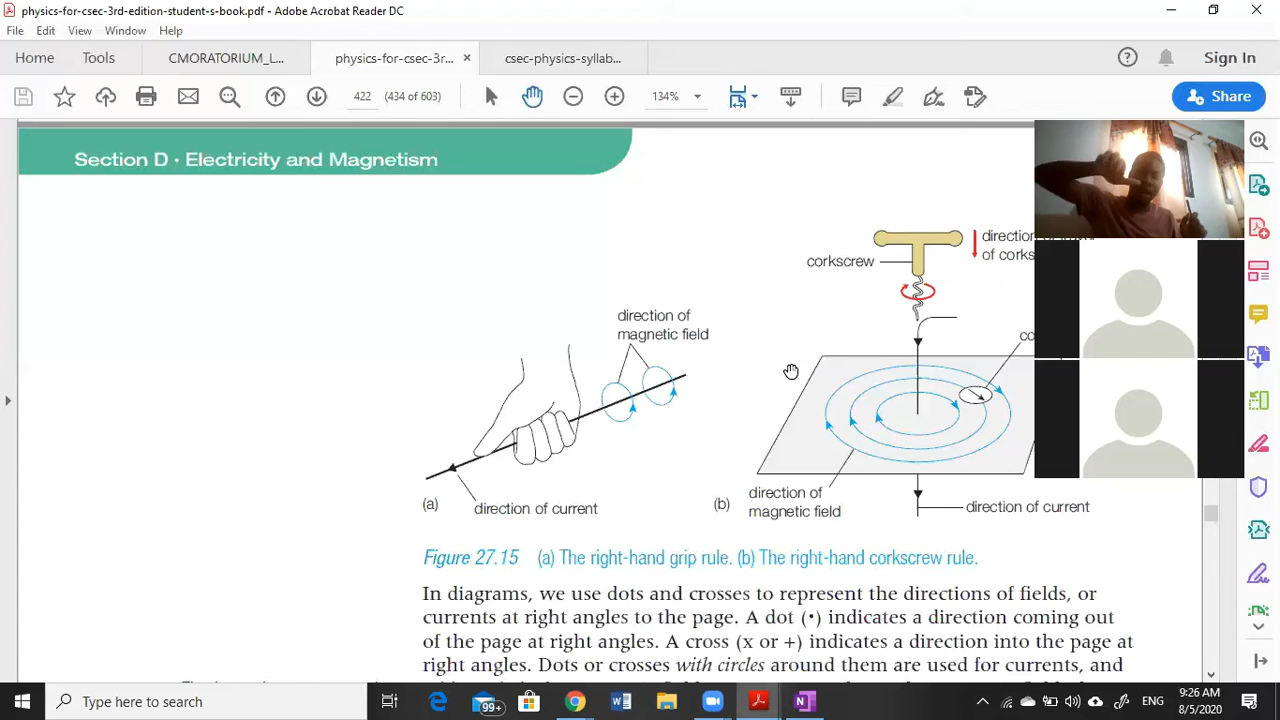 physics-for-csec-3rd-edition-student-s-book.pdf - Adobe Acrobat Reader DC
File Edit View Window Help
Home Tools CMORATORIUM_L... physics-for-csec-3r... × csec-physics-syllab... Sign In
422 (434 of 603) 134% Share
Section D • Electricity and Magnetism
corkscrew
direction of
of corks
direction of
magnetic field
co
direction of
magnetic field
direction of current
(a)
direction of current
(b)
Figure 27.15 (a) The right-hand grip rule. (b) The right-hand corkscrew rule.
In diagrams, we use dots and crosses to represent the directions of fields, or
currents at right angles to the page. A dot (•) indicates a direction coming out
of the page at right angles. A cross (x or +) indicates a direction into the page at
right angles. Dots or crosses with circles around them are used for currents, and
Type here to search
99+
ENG
9:26 AM
8/5/2020